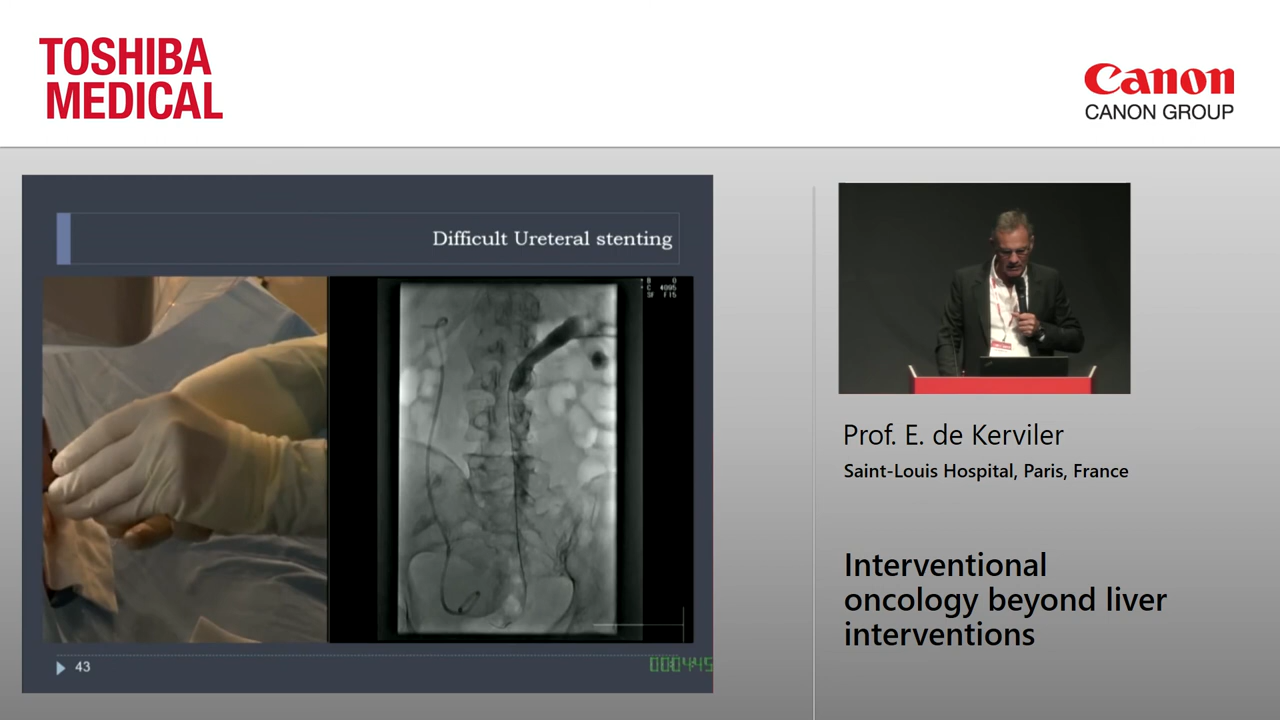 TOSHIBA
MEDICAL
Canon
CANON GROUP
Difficult Ureteral stenting
43
000445
Prof. E. de Kerviler
Saint-Louis Hospital, Paris, France
Interventional
oncology beyond liver
interventions